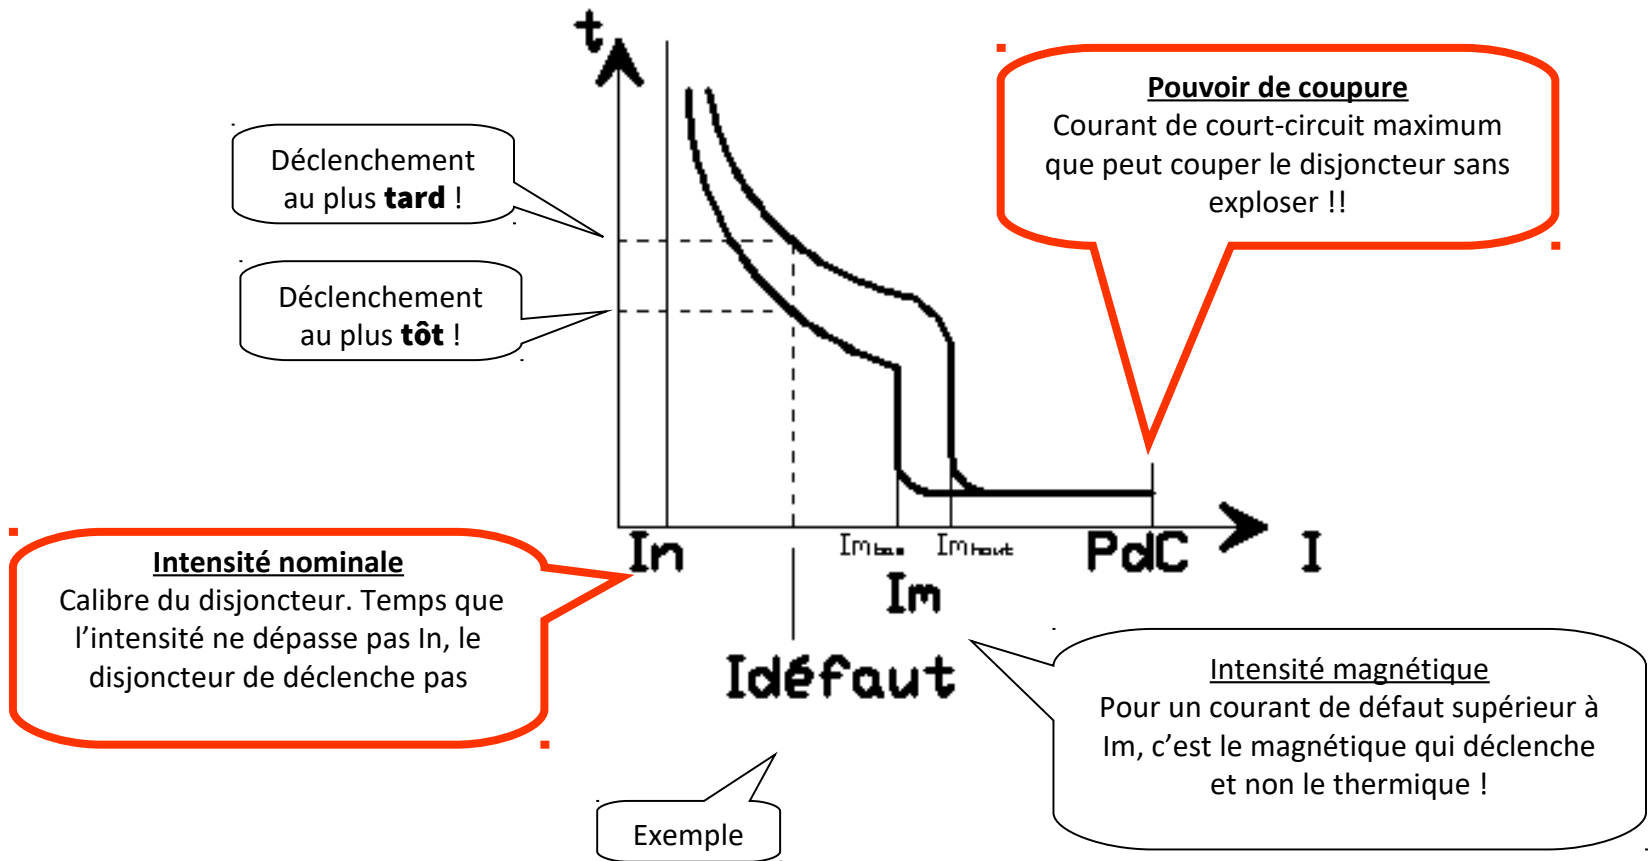 t
Pouvoir de coupure
Courant de court-circuit maximum
que peut couper le disjoncteur sans
exploser !!
Déclenchement
au plus tard !
Déclenchement
au plus tôt !
In
Im bas
Im haut
PdC
I
Im
Intensité nominale
Calibre du disjoncteur. Temps que
l’intensité ne dépasse pas In, le
disjoncteur de déclenche pas
Idéfaut
Intensité magnétique
Pour un courant de défaut supérieur à
Im, c’est le magnétique qui déclenche
et non le thermique !
Exemple